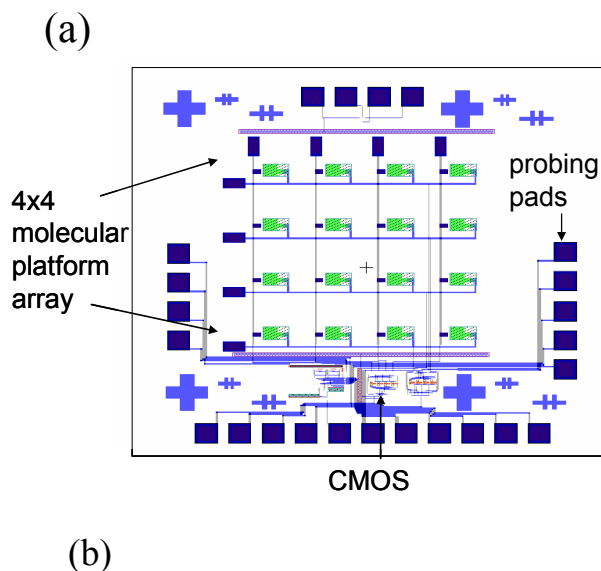 (a)
probing
pads
4x4
molecular
platform
array
CMOS
(b)